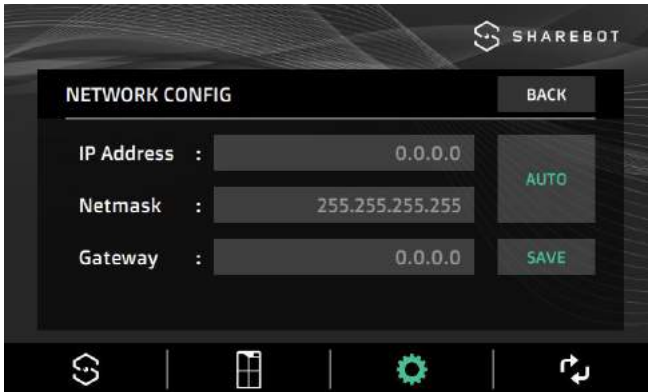 SHAREBOT
NETWORK CONFIG BACK
IP Address : 0.0.0.0
AUTO
Netmask : 255.255.255.255
Gateway : 0.0.0.0 SAVE